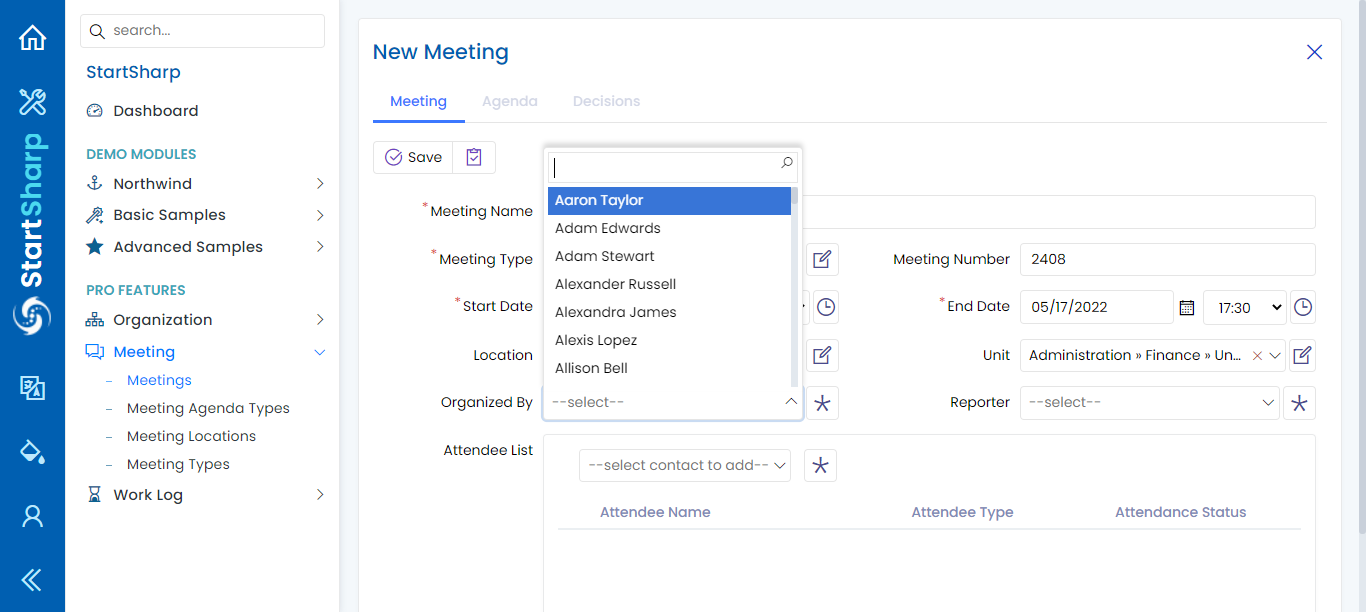 StartSharp
search...
StartSharp
Dashboard
DEMO MODULES
Northwind
Basic Samples
Advanced Samples
PRO FEATURES
Organization
Meeting
Meetings
Meeting Agenda Types
Meeting Locations
Meeting Types
Work Log
New Meeting
Meeting Agenda Decisions
Save
*Meeting Name
*Meeting Type
Meeting Number 2408
*Start Date
*End Date 05/17/2022 17:30
Location
Unit Administration » Finance » Un...
Aaron Taylor
Adam Edwards
Adam Stewart
Alexander Russell
Alexandra James
Alexis Lopez
Allison Bell
Organized By --select--
Reporter --select--
Attendee List
--select contact to add--
Attendee Name Attendee Type Attendance Status